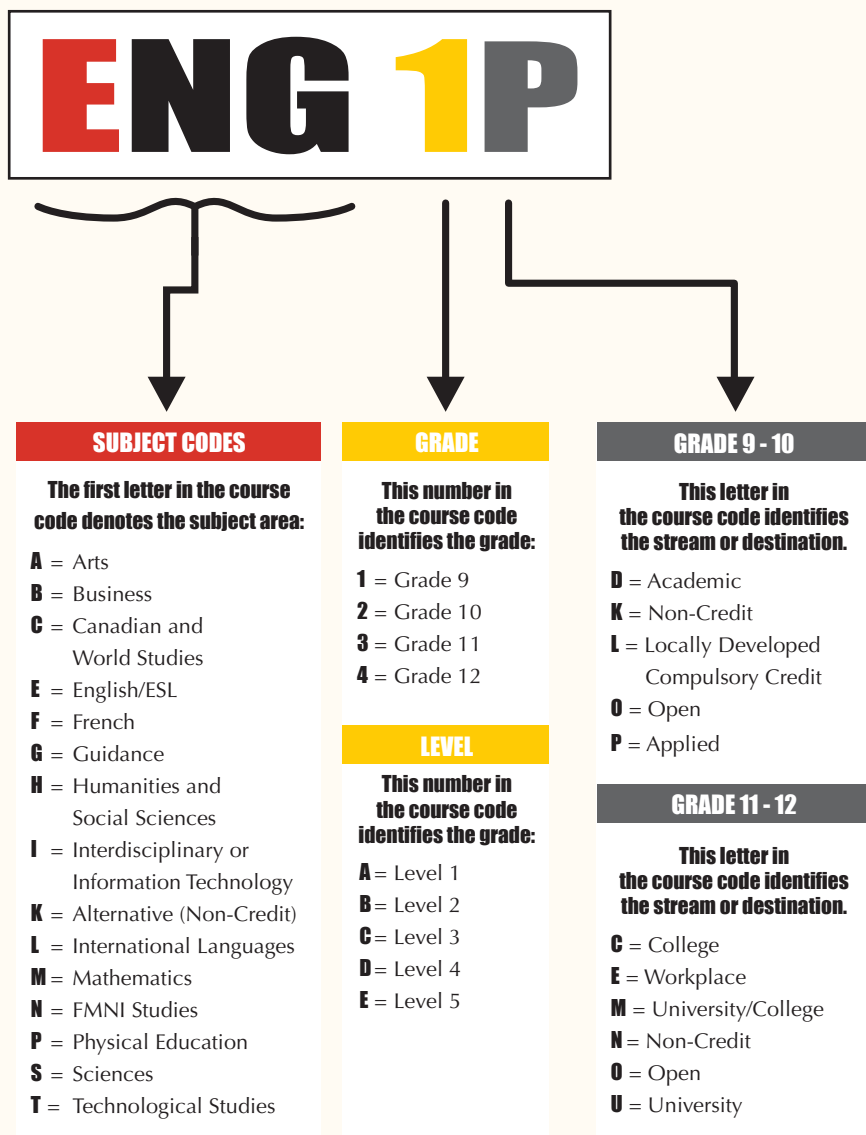 ENG 1P
SUBJECT CODES
The first letter in the course
code denotes the subject area:
A = Arts
B = Business
C = Canadian and
World Studies
E = English/ESL
F = French
G = Guidance
H = Humanities and
Social Sciences
I = Interdisciplinary or
Information Technology
K = Alternative (Non-Credit)
L = International Languages
M = Mathematics
N = FMNI Studies
P = Physical Education
S = Sciences
T = Technological Studies
GRADE
This number in
the course code
identifies the grade:
1 = Grade 9
2 = Grade 10
3 = Grade 11
4 = Grade 12
LEVEL
This number in
the course code
identifies the grade:
A = Level 1
B = Level 2
C = Level 3
D = Level 4
E = Level 5
GRADE 9 - 10
This letter in
the course code identifies
the stream or destination.
D = Academic
K = Non-Credit
L = Locally Developed
Compulsory Credit
O = Open
P = Applied
GRADE 11 - 12
This letter in
the course code identifies
the stream or destination.
C = College
E = Workplace
M = University/College
N = Non-Credit
O = Open
U = University